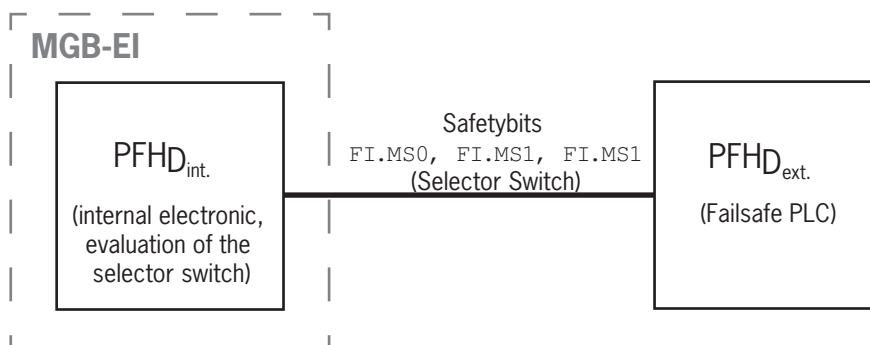 MGB-EI
PFHDint.
(internal electronic,
evaluation of the
selector switch)
Safetybits
FI.MS0, FI.MS1, FI.MS1
(Selector Switch)
PFHDext.
(Failsafe PLC)